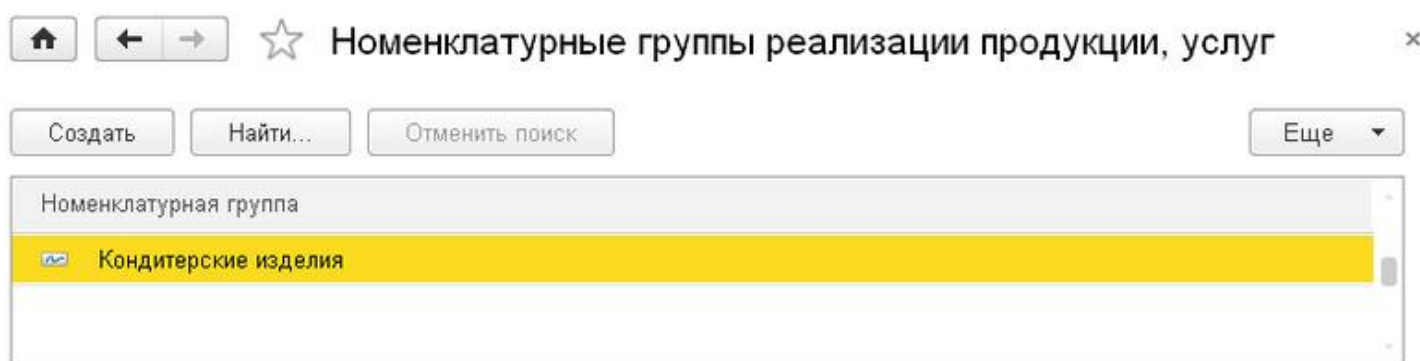 Номенклатурные группы реализации продукции, услуг
Создать Найти... Отменить поиск Еще
Номенклатурная группа
Кондитерские изделия